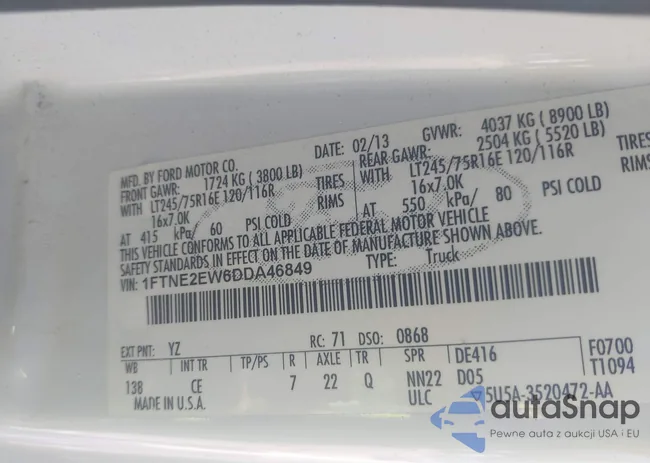 MFD. BY FORD MOTOR CO. DATE: 02/13 GVWR: 4037 KG ( 8900 LB)
FRONT GAWR: 1724 KG ( 3800 LB) REAR GAWR: 2504 KG ( 5520 LB)
WITH LT245/75R16E 120/116R TIRES WITH LT245/75R16E 120/116R TIRES
16x7.0K RIMS 16x7.0K RIMS
AT 415 kPa/ 60 PSI COLD AT 550 kPa/ 80 PSI COLD
THIS VEHICLE CONFORMS TO ALL APPLICABLE FEDERAL MOTOR VEHICLE
SAFETY STANDARDS IN EFFECT ON THE DATE OF MANUFACTURE SHOWN ABOVE.
VIN: 1FTNE2EW6DDA46849 TYPE: Truck
EXT PNT: YZ RC: 71 DSO: 0868
WB INT TR TP/PS R AXLE TR SPR DE416 F0700
138 CE 7 22 Q NN22 D05 T1094
MADE IN U.S.A. ULC 5U5A-3520472-AA
autoSnap
Pewne auta z aukcji USA i EU